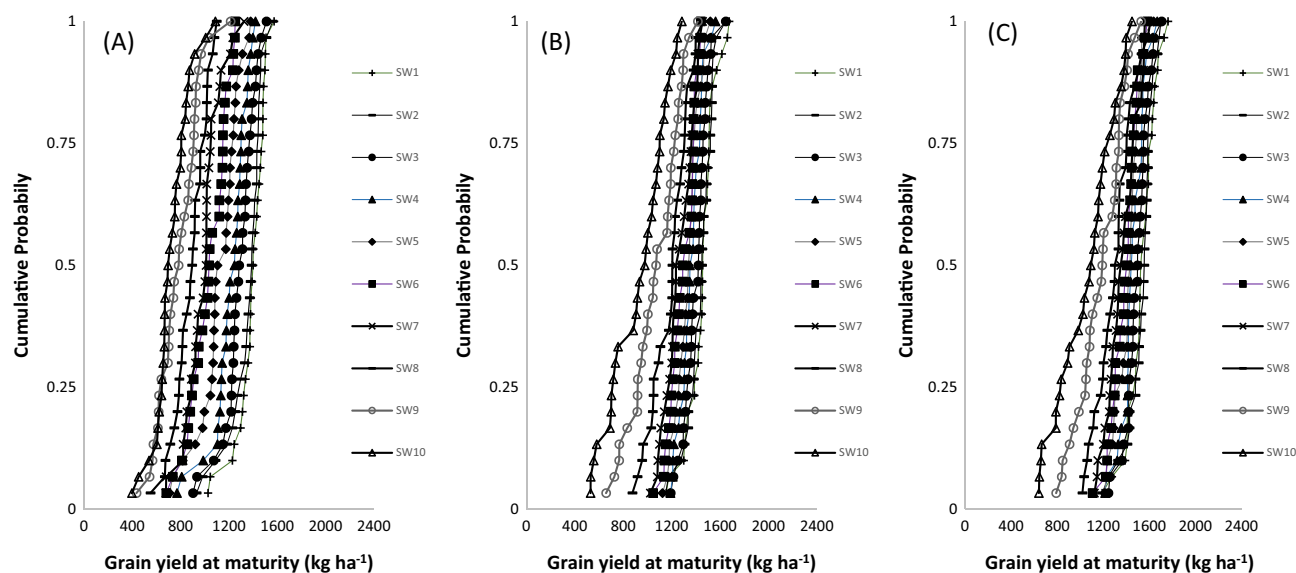 (A)
Cumulative Probabily
1
0.75
0.5
0.25
0
0 400 800 1200 1600 2000 2400
Grain yield at maturity (kg ha⁻¹)
SW1
SW2
SW3
SW4
SW5
SW6
SW7
SW8
SW9
SW10
(B)
Cumulative Probabily
1
0.75
0.5
0.25
0
0 400 800 1200 1600 2000 2400
Grain yield at maturity (kg ha⁻¹)
SW1
SW2
SW3
SW4
SW5
SW6
SW7
SW8
SW9
SW10
(C)
Cumulative Probabily
1
0.75
0.5
0.25
0
0 400 800 1200 1600 2000 2400
Grain yield at maturity (kg ha⁻¹)
SW1
SW2
SW3
SW4
SW5
SW6
SW7
SW8
SW9
SW10